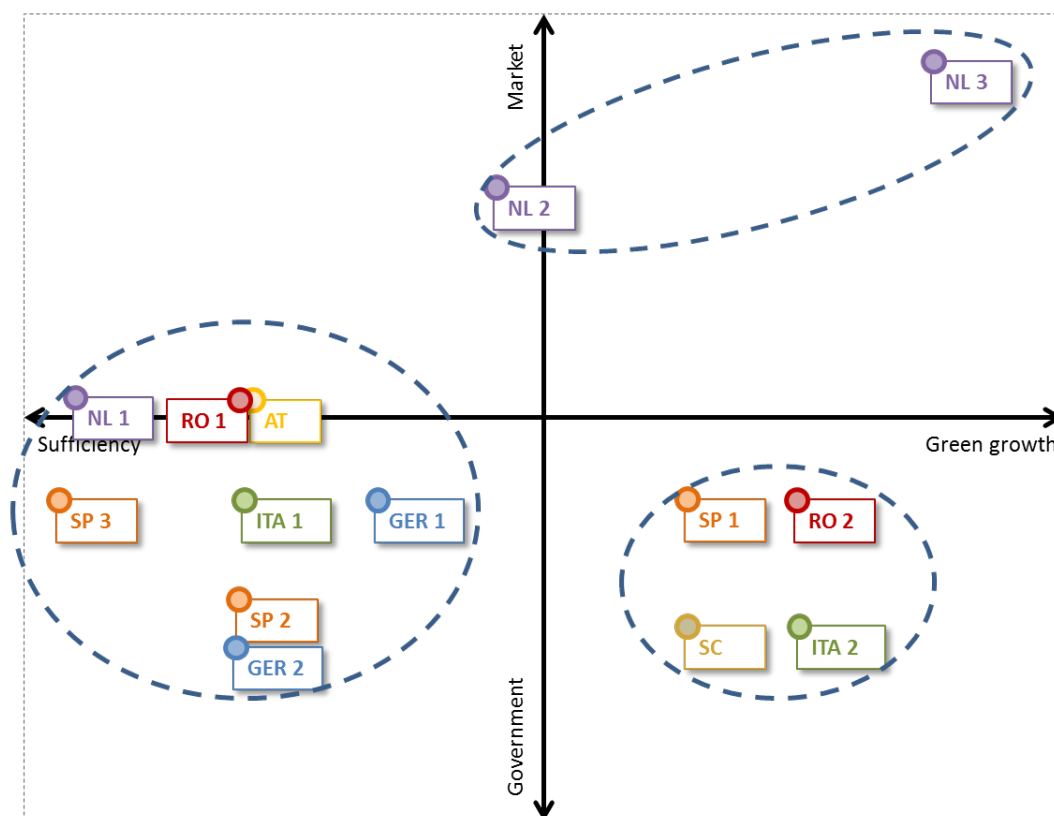 Market
NL 3
NL 2
NL 1
RO 1
AT
Sufficiency
Green growth
SP 3
ITA 1
GER 1
SP 1
RO 2
SP 2
GER 2
SC
ITA 2
Government